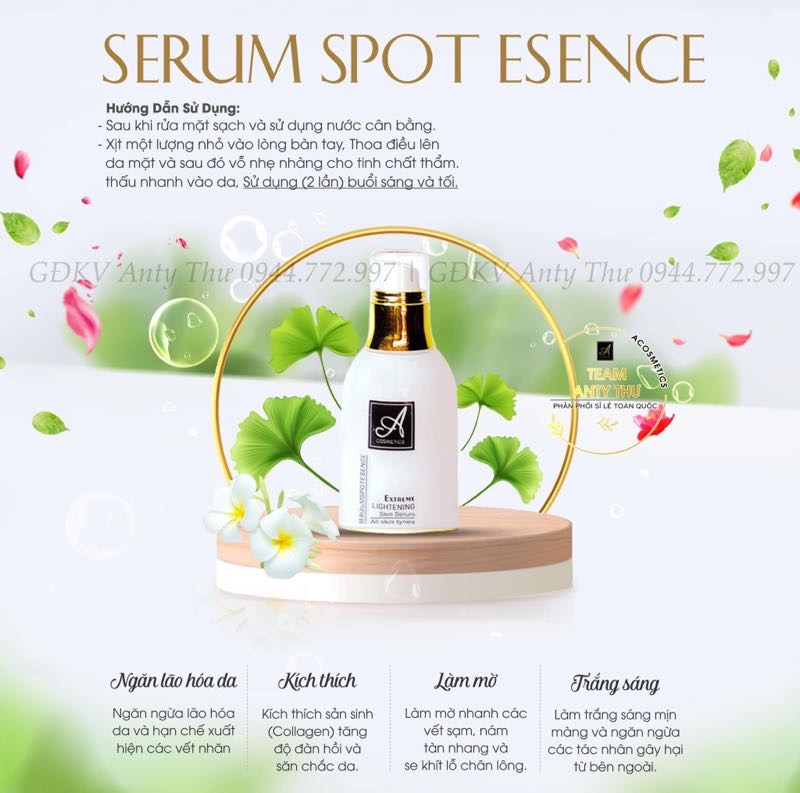 SERUM SPOT ESENCE
Hướng Dẫn Sử Dụng:
- Sau khi rửa mặt sạch và sử dụng nước cân bằng.
- Xịt một lượng nhỏ vào lòng bàn tay, Thoa điều lên
da mặt và sau đó vỗ nhẹ nhàng cho tinh chất thẩm.
thấu nhanh vào da, Sử dụng (2 lần) buổi sáng và tối.
GĐKV Anty Thư 0944.772.997 | GĐKV Anty Thư 0944.772.997
A
ACOSMETICS
TEAM
ANTY THƯ
PHÂN PHỐI SỈ LẺ TOÀN QUỐC
A
COSMETICS
SERUMSPOTESENCE
EXTREME
LIGHTENING
Skin Serum
All skin types
Ngăn lão hóa da
Ngăn ngừa lão hóa
da và hạn chế xuất
hiện các vết nhăn
Kích thích
Kích thích sản sinh
(Collagen) tăng
độ đàn hồi và
săn chắc da.
Làm mờ
Làm mờ nhanh các
vết sạm, nám
tàn nhang và
se khít lỗ chân lông.
Trắng sáng
Làm trắng sáng mịn
màng và ngăn ngừa
các tác nhân gây hại
từ bên ngoài.